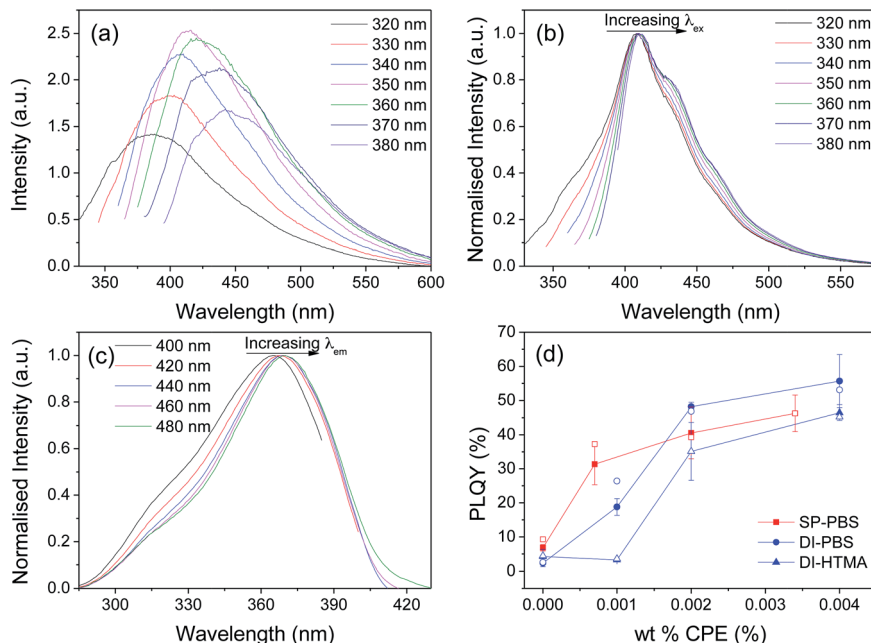 (a)
320 nm
330 nm
340 nm
350 nm
360 nm
370 nm
380 nm
2.5
2.0
1.5
1.0
0.5
0.0
350 400 450 500 550 600
Intensity (a.u.)
Wavelength (nm)
(b)
Increasing λex
320 nm
330 nm
340 nm
350 nm
360 nm
370 nm
380 nm
1.0
0.8
0.6
0.4
0.2
0.0
350 400 450 500 550
Normalised Intensity (a.u.)
Wavelength (nm)
(c)
Increasing λem
400 nm
420 nm
440 nm
460 nm
480 nm
1.0
0.8
0.6
0.4
0.2
0.0
300 330 360 390 420
Normalised Intensity (a.u.)
Wavelength (nm)
(d)
70
60
50
40
30
20
10
0
0.000 0.001 0.002 0.003 0.004
PLQY (%)
wt % CPE (%)
SP-PBS
DI-PBS
DI-HTMA